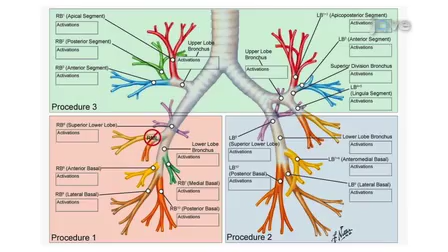 jove
RB¹ (Apical Segment)
Activations
RB² (Posterior Segment)
Activations
RB³ (Anterior Segment)
Activations
Upper Lobe
Bronchus
Activations
Procedure 3
Upper Lobe
Bronchus
Activations
LB¹⁺² (Apicoposterior Segment)
Activations
LB³ (Anterior Segment)
Activations
Superior Division Bronchus
Activations
(Lingula Segment)
Activations
RB⁶ (Superior Lower Lobe)
Activations
Lower Lobe
Bronchus
Activations
RB⁸ (Anterior Basal)
Activations
RB⁹ (Lateral Basal)
Activations
RB⁷ (Medial Basal)
Activations
RB¹⁰ (Posterior Basal)
Activations
Procedure 1
LB⁶
(Superior Lower Lobe)
Activations
LB¹⁰
(Posterior Basal)
Activations
Lower Lobe Bronchus
Activations
(Anteromedial Basal)
Activations
LB⁹ (Lateral Basal)
Activations
Procedure 2